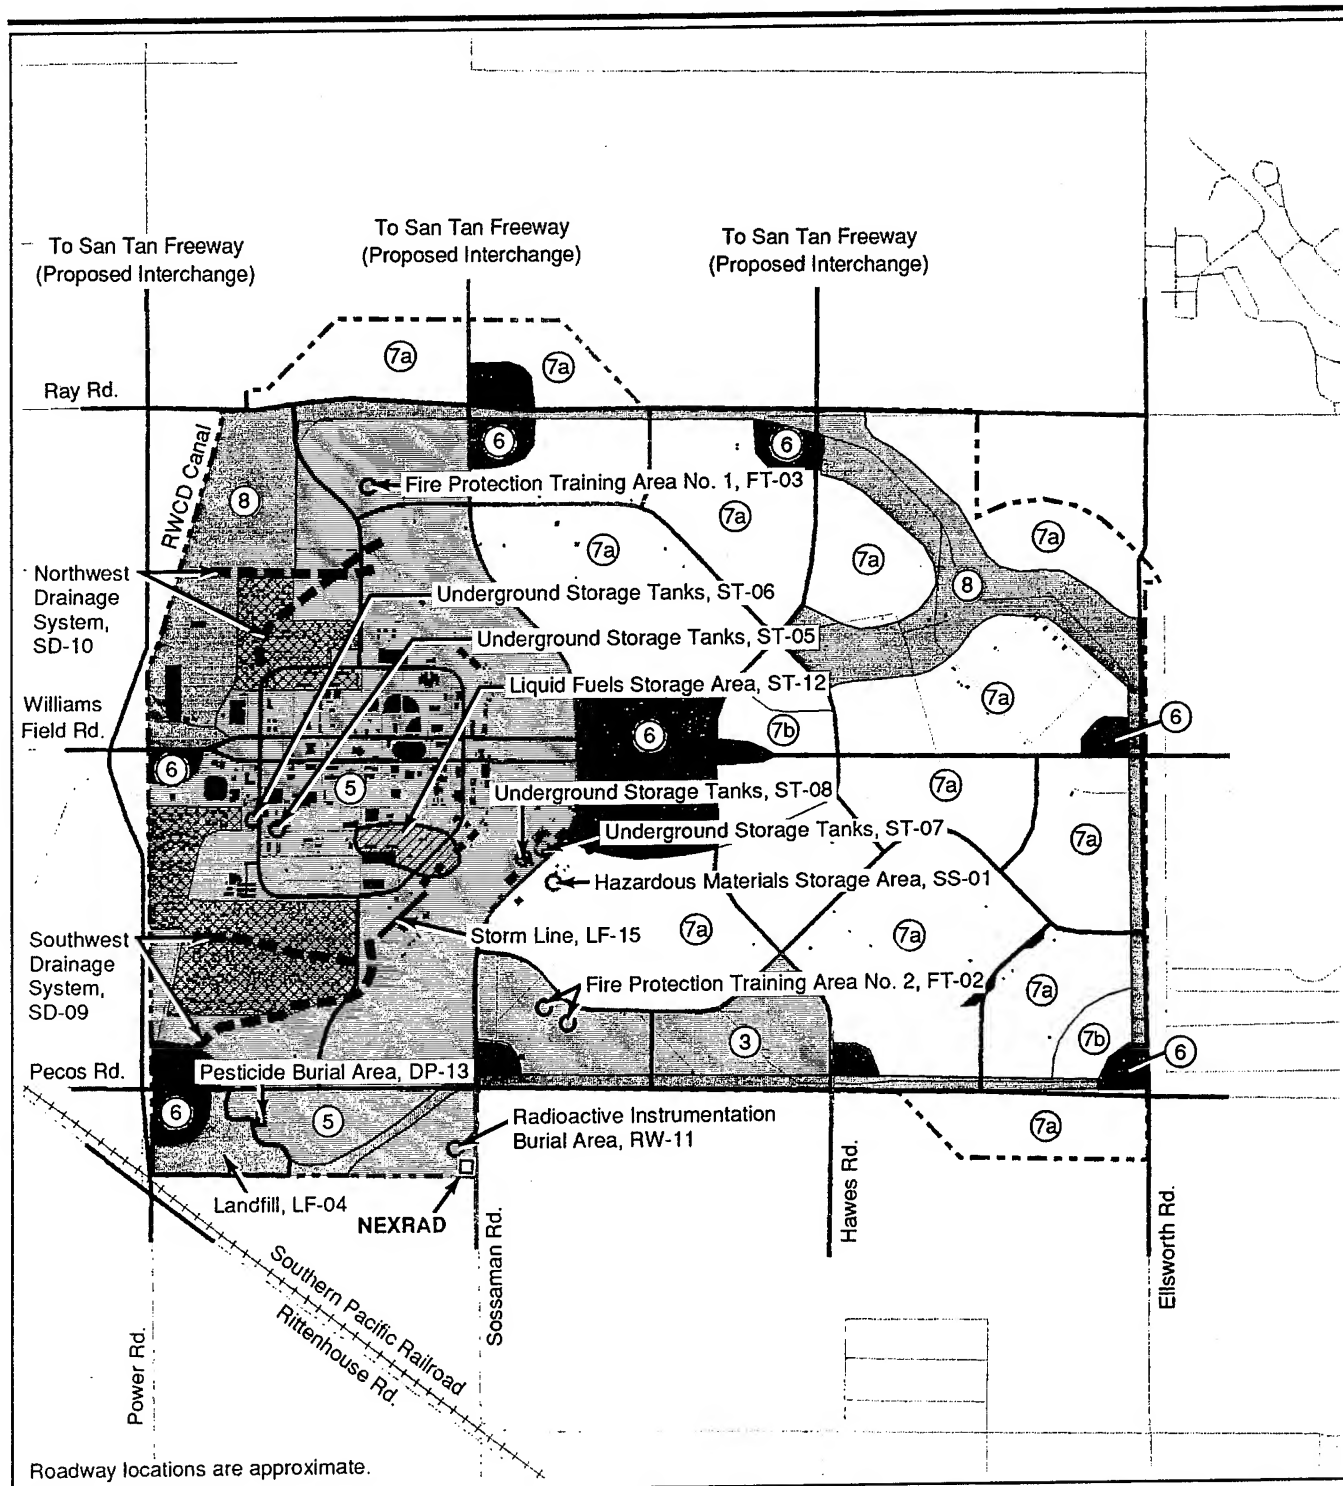 To San Tan Freeway
(Proposed Interchange)
To San Tan Freeway
(Proposed Interchange)
To San Tan Freeway
(Proposed Interchange)
7a
7a
Ray Rd.
RWCD Canal
6
6
Fire Protection Training Area No. 1, FT-03
8
7a
7a
7a
7a
8
Northwest
Drainage
System,
SD-10
Underground Storage Tanks, ST-06
Underground Storage Tanks, ST-05
Liquid Fuels Storage Area, ST-12
7a
Williams
Field Rd.
6
7b
6
6
5
7a
Underground Storage Tanks, ST-08
Underground Storage Tanks, ST-07
7a
Hazardous Materials Storage Area, SS-01
Storm Line, LF-15
7a
7a
Southwest
Drainage
System,
SD-09
Fire Protection Training Area No. 2, FT-02
7a
3
7b
6
Pecos Rd.
Pesticide Burial Area, DP-13
6
5
Radioactive Instrumentation
Burial Area, RW-11
7a
Landfill, LF-04
NEXRAD
Sossaman Rd.
Hawes Rd.
Ellsworth Rd.
Southern Pacific Railroad
Rittenhouse Rd.
Power Rd.
Roadway locations are approximate.